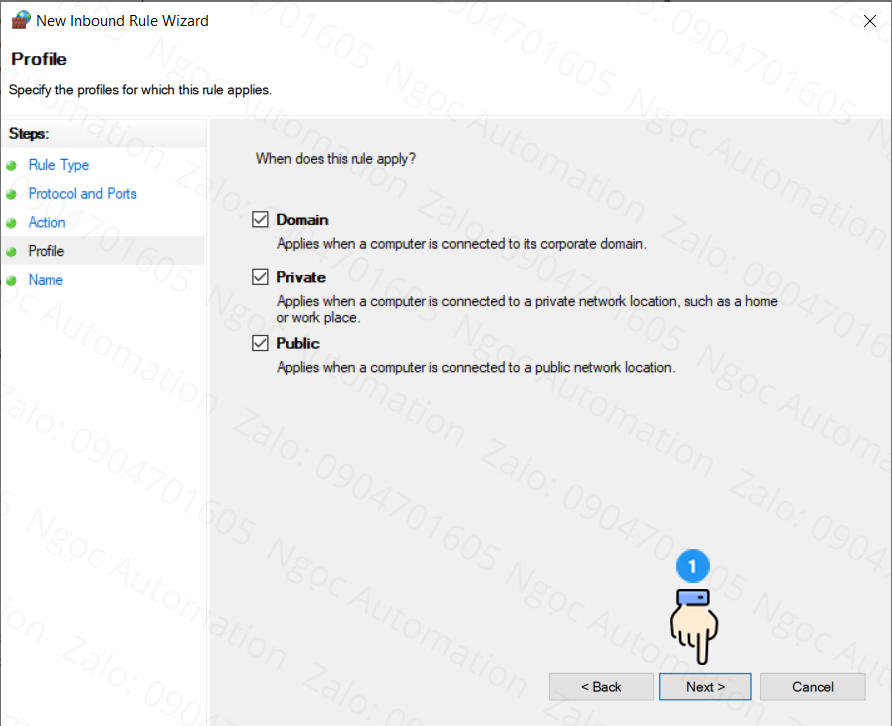 New Inbound Rule Wizard
Profile
Specify the profiles for which this rule applies.
Steps:
Rule Type
Protocol and Ports
Action
Profile
Name
When does this rule apply?
Domain
Applies when a computer is connected to its corporate domain.
Private
Applies when a computer is connected to a private network location, such as a home
or work place.
Public
Applies when a computer is connected to a public network location.
1
< Back
Next >
Cancel
Ngọc Automation
Zalo: 0904701605